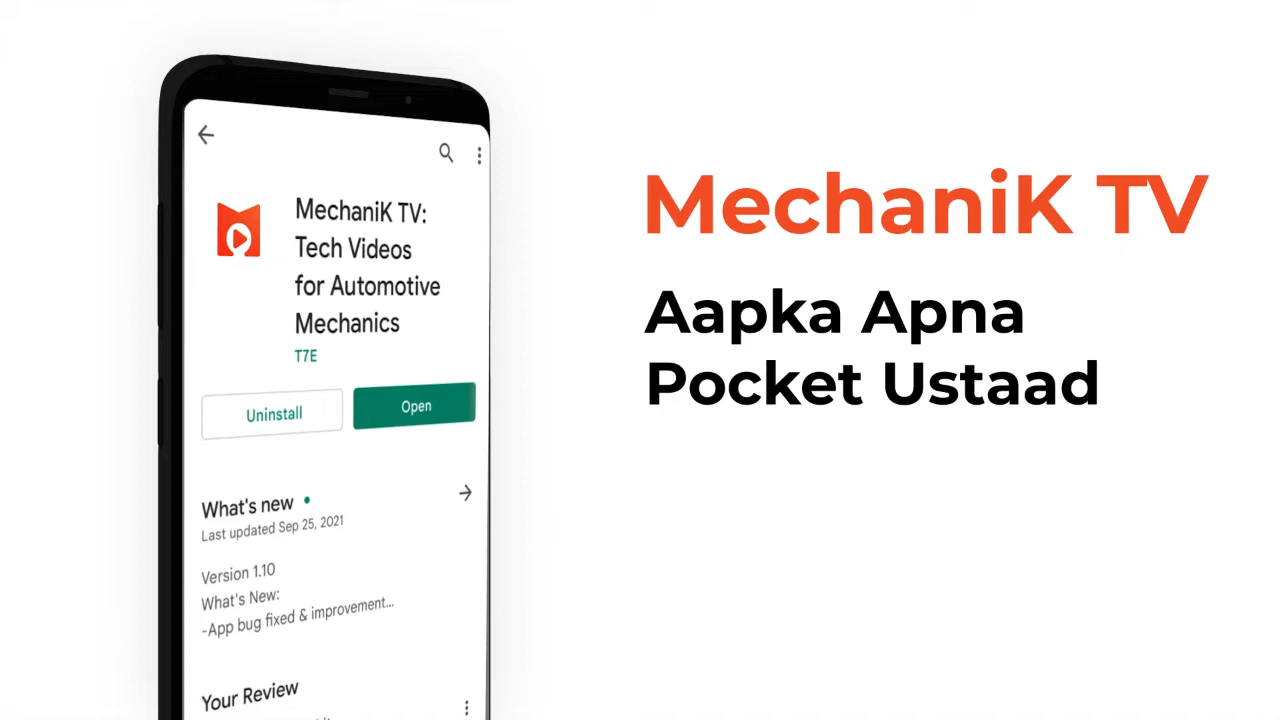 MechaniK TV:
Tech Videos
for Automotive
Mechanics
T7E
Uninstall
Open
What's new
Last updated Sep 25, 2021
Version 1.10
What's New:
-App bug fixed & improvement...
Your Review
MechaniK TV
Aapka Apna
Pocket Ustaad